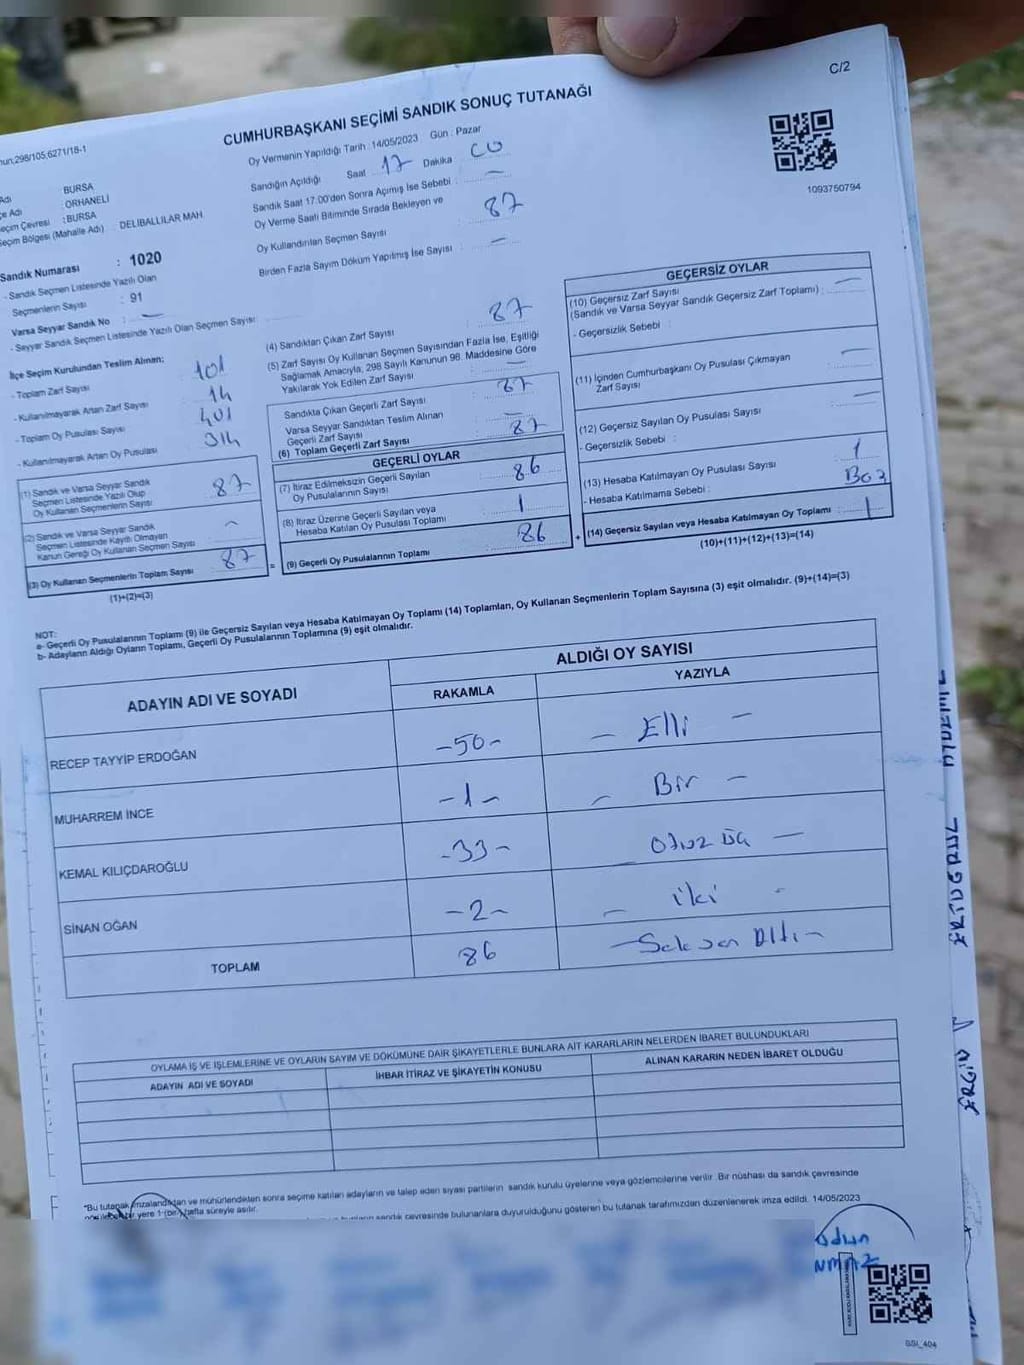 C/2
CUMHURBAŞKANI SEÇİMİ SANDIK SONUÇ TUTANAĞI
nun;298/105;6271/18-1
Oy Vermenin Yapıldığı Tarih : 14/05/2023 Gün : Pazar
Sandığın Açıldığı Saat 17 Dakika 00
Sandık Saat 17.00'den Sonra Açımış İse Sebebi : —
Oy Verme Saati Bitiminde Sırada Bekleyen ve
Oy Kullandırılan Seçmen Sayısı : 87
Birden Fazla Sayım Döküm Yapılmış İse Sayısı : —
1093750794
Adı : BURSA
çe Adı : ORHANELİ
eçim Çevresi : BURSA
Seçim Bölgesi (Mahalle Adı) : DELİBALLILAR MAH
Sandık Numarası : 1020
- Sandık Seçmen Listesinde Yazılı Olan
Seçmenlerin Sayısı : 91
Varsa Seyyar Sandık No : —
- Seyyar Sandık Seçmen Listesinde Yazılı Olan Seçmen Sayısı :
İlçe Seçim Kurulundan Teslim Alınan;
- Toplam Zarf Sayısı : 101
- Kullanılmayarak Artan Zarf Sayısı : 14
- Toplam Oy Pusulası Sayısı : 401
- Kullanılmayarak Artan Oy Pusulası : 314
(1) Sandık ve Varsa Seyyar Sandık
Seçmen Listesinde Yazılı Olup
Oy Kullanan Seçmenlerin Sayısı : 87
(2) Sandık ve Varsa Seyyar Sandık
Seçmen Listesinde Kayıtlı Olmayan
Kanun Gereği Oy Kullanan Seçmen Sayısı : —
(3) Oy Kullanan Seçmenlerin Toplam Sayısı : 87
(1)+(2)=(3)
(4) Sandıktan Çıkan Zarf Sayısı : 87
(5) Zarf Sayısı Oy Kullanan Seçmen Sayısından Fazla İse, Eşitliği
Sağlamak Amacıyla, 298 Sayılı Kanunun 98. Maddesine Göre
Yakılarak Yok Edilen Zarf Sayısı : —
Sandıkta Çıkan Geçerli Zarf Sayısı : 87
Varsa Seyyar Sandıktan Teslim Alınan
Geçerli Zarf Sayısı : —
(6) Toplam Geçerli Zarf Sayısı : 87
GEÇERLİ OYLAR
(7) İtiraz Edilmeksizin Geçerli Sayılan
Oy Pusulalarının Sayısı : 86
(8) İtiraz Üzerine Geçerli Sayılan veya
Hesaba Katılan Oy Pusulası Toplamı : 1
(9) Geçerli Oy Pusulalarının Toplamı : 86
GEÇERSİZ OYLAR
(10) Geçersiz Zarf Sayısı
(Sandık ve Varsa Seyyar Sandık Geçersiz Zarf Toplamı) : —
- Geçersizlik Sebebi :
(11) İçinden Cumhurbaşkanı Oy Pusulası Çıkmayan
Zarf Sayısı : —
(12) Geçersiz Sayılan Oy Pusulası Sayısı : —
- Geçersizlik Sebebi :
(13) Hesaba Katılmayan Oy Pusulası Sayısı : 1
- Hesaba Katılmama Sebebi :
(14) Geçersiz Sayılan veya Hesaba Katılmayan Oy Toplamı : 1
(10)+(11)+(12)+(13)=(14)
NOT:
a- Geçerli Oy Pusulalarının Toplamı (9) ile Geçersiz Sayılan veya Hesaba Katılmayan Oy Toplamı (14) Toplamları, Oy Kullanan Seçmenlerin Toplam Sayısına (3) eşit olmalıdır. (9)+(14)=(3)
b- Adayların Aldığı Oyların Toplamı, Geçerli Oy Pusulalarının Toplamına (9) eşit olmalıdır.
ADAYIN ADI VE SOYADI
ALDIĞI OY SAYISI
RAKAMLA YAZIYLA
RECEP TAYYİP ERDOĞAN -50- — Elli —
MUHARREM İNCE -1- — Bir —
KEMAL KILIÇDAROĞLU -33- — Otuz üç —
SİNAN OĞAN -2- — iki -
TOPLAM 86 — Seksen Altı —
OYLAMA İŞ VE İŞLEMLERİNE VE OYLARIN SAYIM VE DÖKÜMÜNE DAİR ŞİKAYETLERLE BUNLARA AİT KARARLARIN NELERDEN İBARET BULUNDUKLARI
ADAYIN ADI VE SOYADI İHBAR İTİRAZ VE ŞİKAYETİN KONUSU ALINAN KARARIN NEDEN İBARET OLDUĞU
*Bu tutanak imzalandıktan ve mühürlendikten sonra seçime katılan adayların ve talep eden siyasi partilerin sandık kurulu üyelerine veya gözlemcilerine verilir. Bir nüshası da sandık çevresinde
yere 1 (bir) hafta süreyle asılır.
sandık çevresinde bulunanlara duyurulduğunu gösteren bu tutanak tarafımızdan düzenlenerek imza edildi. 14/05/2023
GSI_404